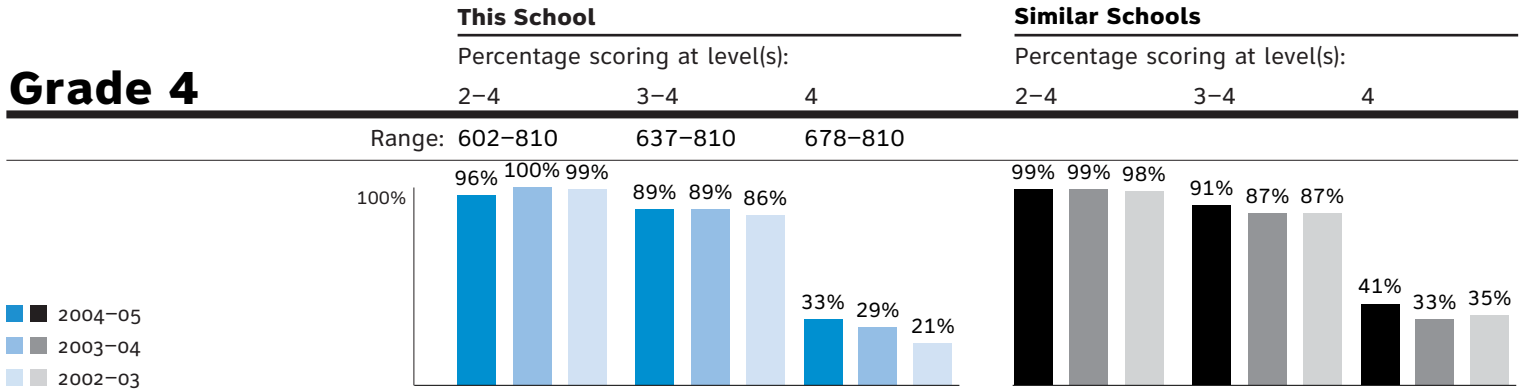 This School Similar Schools
Percentage scoring at level(s): Percentage scoring at level(s):
Grade 4
2–4 3–4 4 2–4 3–4 4
Range: 602–810 637–810 678–810
96% 100% 99% 89% 89% 86% 33% 29% 21% 99% 99% 98% 91% 87% 87% 41% 33% 35%
100%
2004–05
2003–04
2002–03